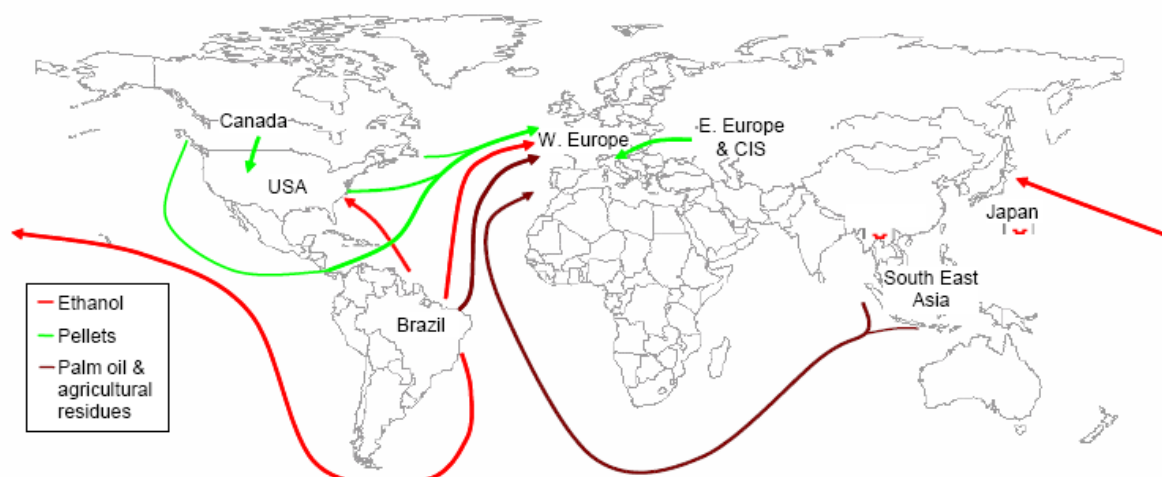 Canada
USA
W. Europe
E. Europe
& CIS
Japan
South East
Asia
Brazil
Ethanol
Pellets
Palm oil &
agricultural
residues